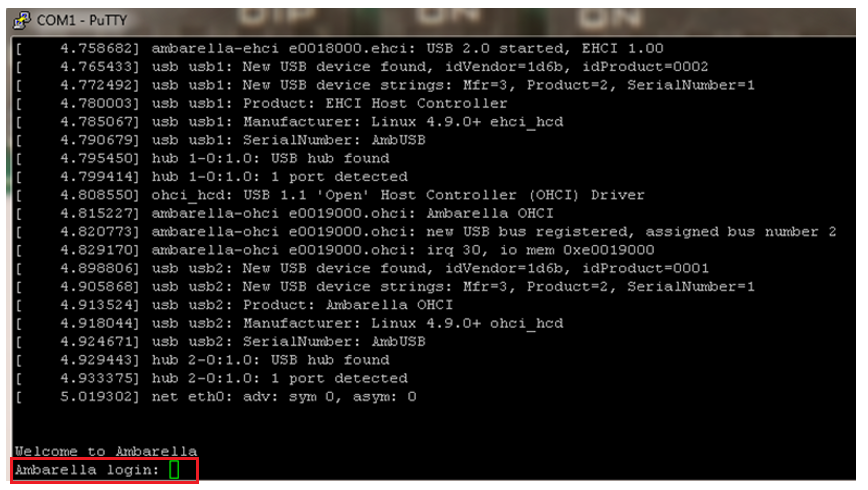 COM1 - PuTTY
[    4.758682] ambarella-ehci e0018000.ehci: USB 2.0 started, EHCI 1.00
[    4.765433] usb usb1: New USB device found, idVendor=1d6b, idProduct=0002
[    4.772492] usb usb1: New USB device strings: Mfr=3, Product=2, SerialNumber=1
[    4.780003] usb usb1: Product: EHCI Host Controller
[    4.785067] usb usb1: Manufacturer: Linux 4.9.0+ ehci_hcd
[    4.790679] usb usb1: SerialNumber: AmbUSB
[    4.795450] hub 1-0:1.0: USB hub found
[    4.799414] hub 1-0:1.0: 1 port detected
[    4.808550] ohci_hcd: USB 1.1 'Open' Host Controller (OHCI) Driver
[    4.815227] ambarella-ohci e0019000.ohci: Ambarella OHCI
[    4.820773] ambarella-ohci e0019000.ohci: new USB bus registered, assigned bus number 2
[    4.829170] ambarella-ohci e0019000.ohci: irq 30, io mem 0xe0019000
[    4.898806] usb usb2: New USB device found, idVendor=1d6b, idProduct=0001
[    4.905868] usb usb2: New USB device strings: Mfr=3, Product=2, SerialNumber=1
[    4.913524] usb usb2: Product: Ambarella OHCI
[    4.918044] usb usb2: Manufacturer: Linux 4.9.0+ ohci_hcd
[    4.924671] usb usb2: SerialNumber: AmbUSB
[    4.929443] hub 2-0:1.0: USB hub found
[    4.933375] hub 2-0:1.0: 1 port detected
[    5.019302] net eth0: adv: sym 0, asym: 0
Welcome to Ambarella
Ambarella login: